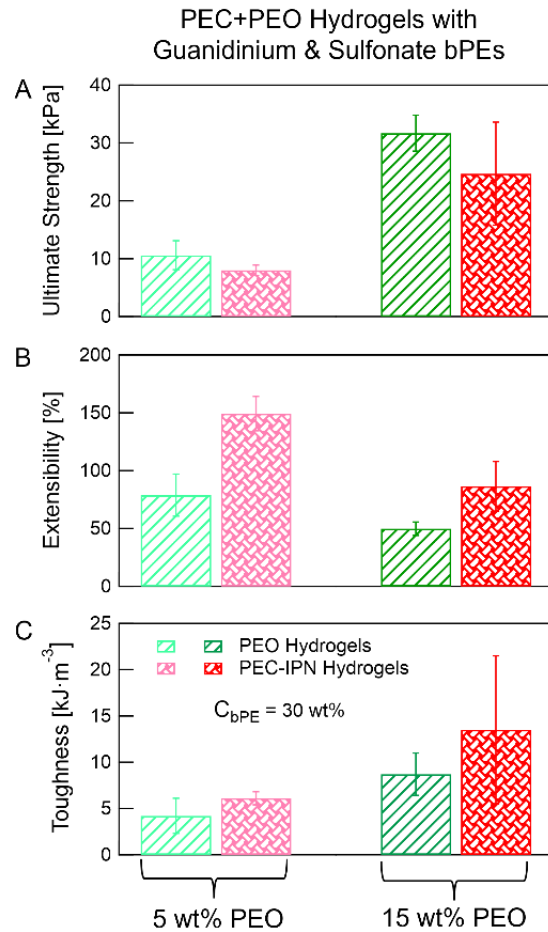 PEC+PEO Hydrogels with
Guanidinium & Sulfonate bPEs
A
Ultimate Strength [kPa]
40
30
20
10
0
B
Extensibility [%]
200
150
100
50
0
C
Toughness [kJ·m⁻³]
25
20
15
10
5
0
PEO Hydrogels
PEC-IPN Hydrogels
C_bPE = 30 wt%
5 wt% PEO
15 wt% PEO